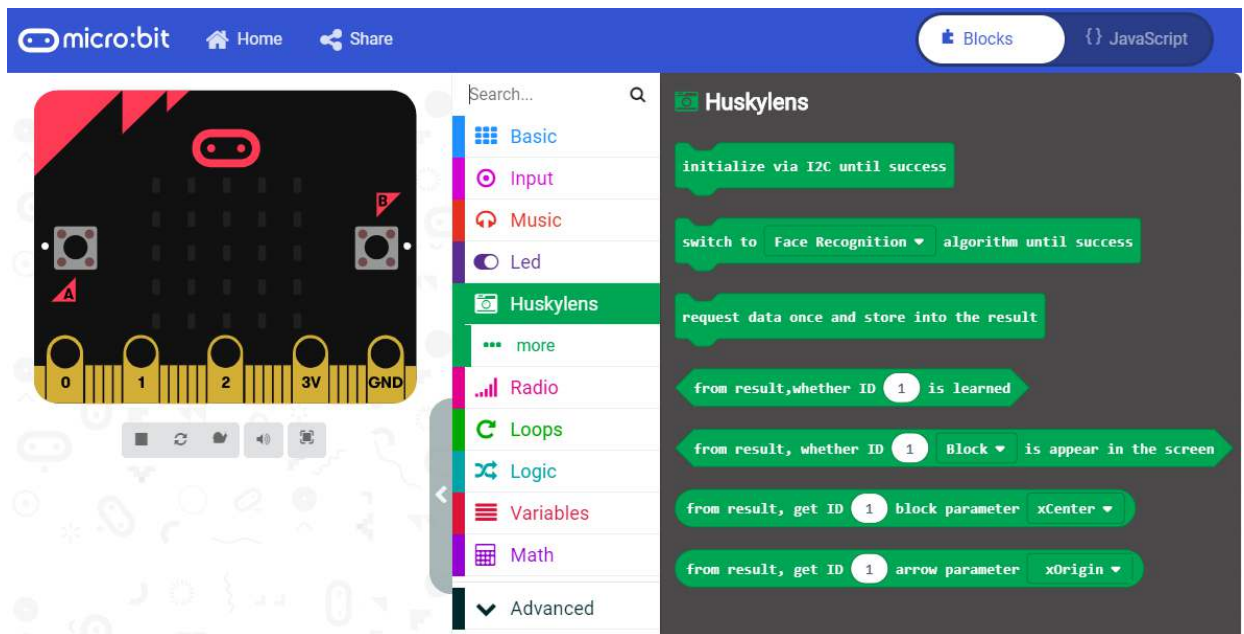 micro:bit Home Share Blocks {} JavaScript
A
B
0 1 2 3V GND
Search...
Basic
Input
Music
Led
Huskylens
more
Radio
Loops
Logic
Variables
Math
Advanced
Huskylens
initialize via I2C until success
switch to Face Recognition algorithm until success
request data once and store into the result
from result,whether ID 1 is learned
from result, whether ID 1 Block is appear in the screen
from result, get ID 1 block parameter xCenter
from result, get ID 1 arrow parameter xOrigin